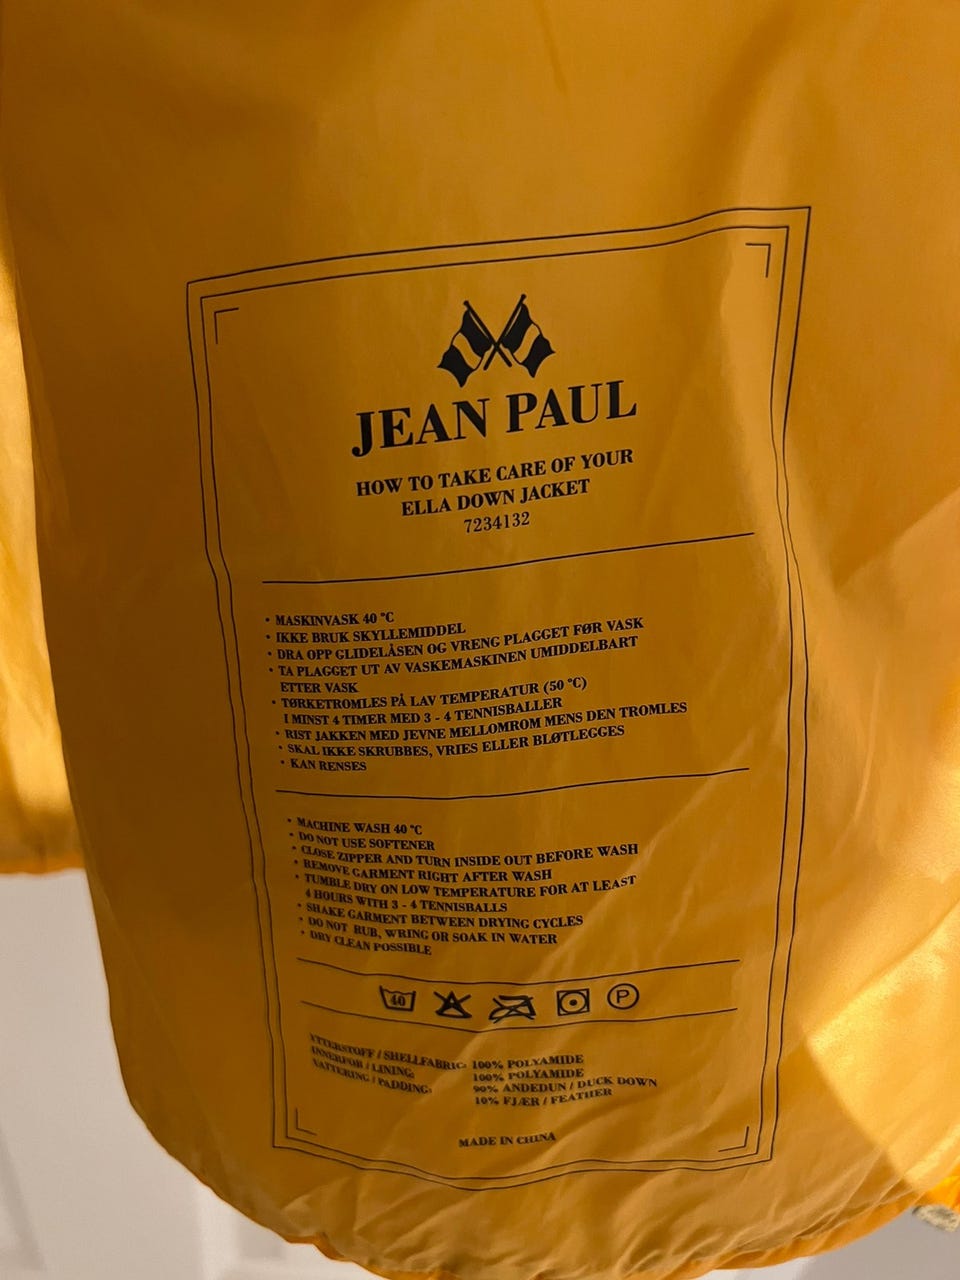 JEAN PAUL
HOW TO TAKE CARE OF YOUR
ELLA DOWN JACKET
7234132
• MASKINVASK 40 °C
• IKKE BRUK SKYLLEMIDDEL
• DRA OPP GLIDELÅSEN OG VRENG PLAGGET FØR VASK
• TA PLAGGET UT AV VASKEMASKINEN UMIDDELBART
ETTER VASK
• TØRKETROMLES PÅ LAV TEMPERATUR (50 °C)
I MINST 4 TIMER MED 3 - 4 TENNISBALLER
• RIST JAKKEN MED JEVNE MELLOMROM MENS DEN TROMLES
• SKAL IKKE SKRUBBES, VRIES ELLER BLØTLEGGES
• KAN RENSES
• MACHINE WASH 40 °C
• DO NOT USE SOFTENER
• CLOSE ZIPPER AND TURN INSIDE OUT BEFORE WASH
• REMOVE GARMENT RIGHT AFTER WASH
• TUMBLE DRY ON LOW TEMPERATURE FOR AT LEAST
4 HOURS WITH 3 - 4 TENNISBALLS
• SHAKE GARMENT BETWEEN DRYING CYCLES
• DO NOT RUB, WRING OR SOAK IN WATER
• DRY CLEAN POSSIBLE
40 P
YTTERSTOFF / SHELLFABRIC: 100% POLYAMIDE
INNERFOR / LINING: 100% POLYAMIDE
VATTERING / PADDING: 90% ANDEDUN / DUCK DOWN
10% FJÆR / FEATHER
MADE IN CHINA